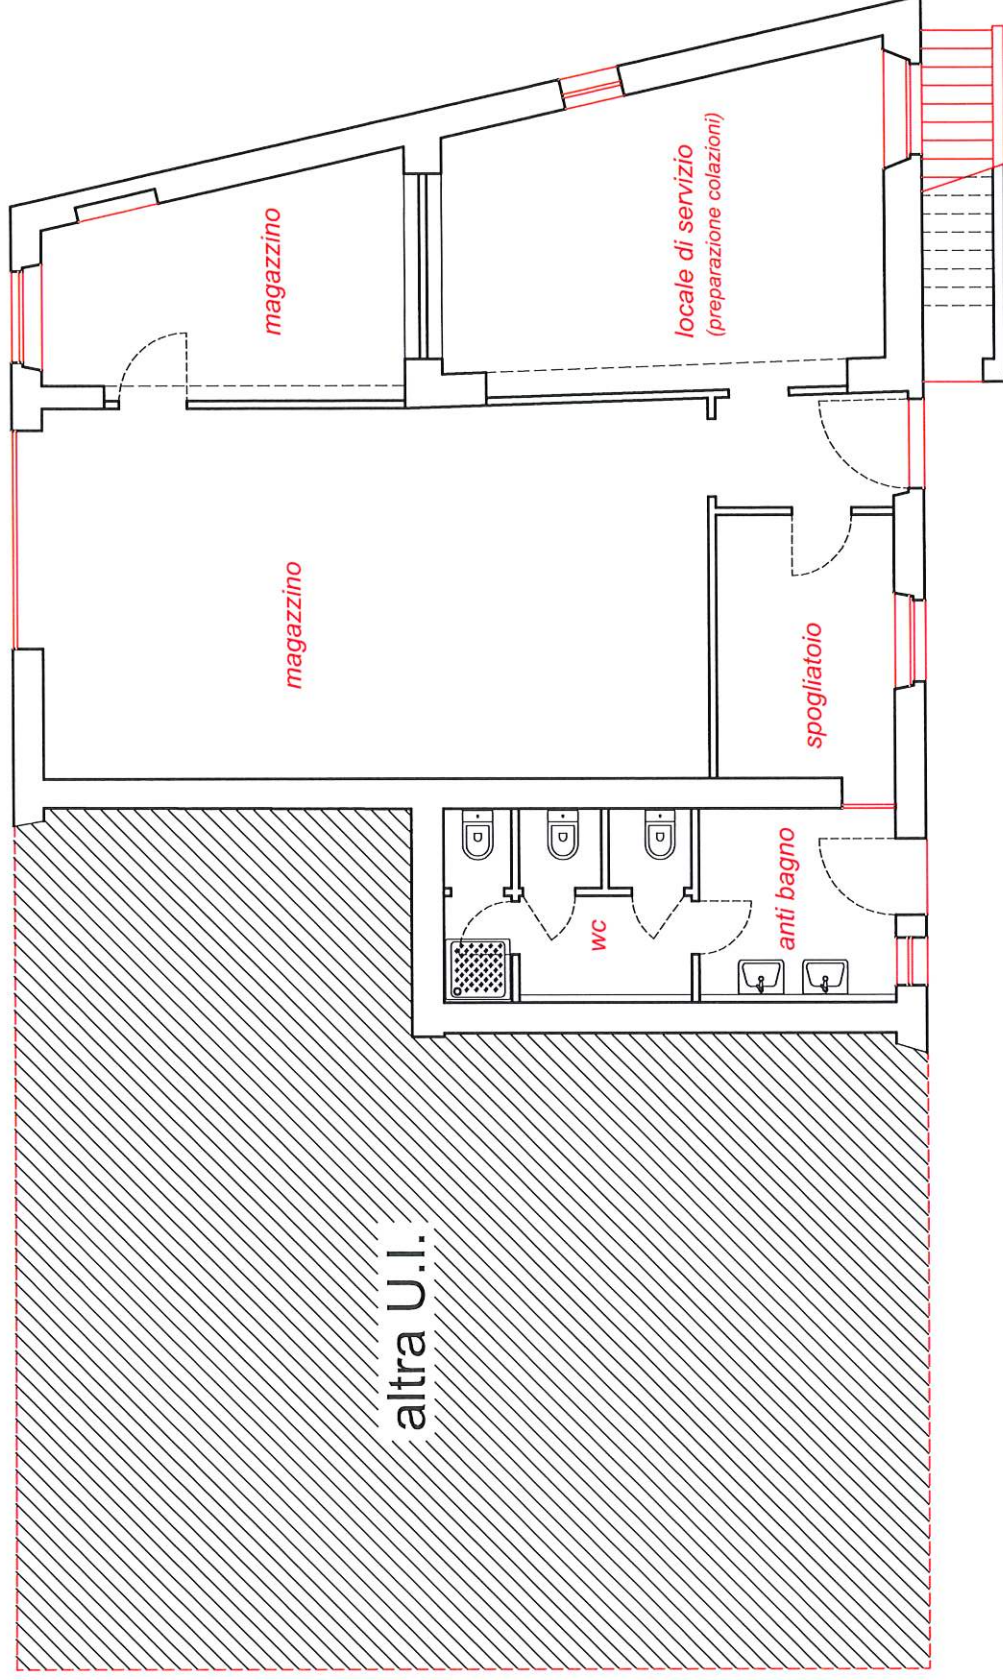 magazzino
locale di servizio
(preparazione colazioni)
magazzino
spogliatoio
wc
anti bagno
altra U.I.